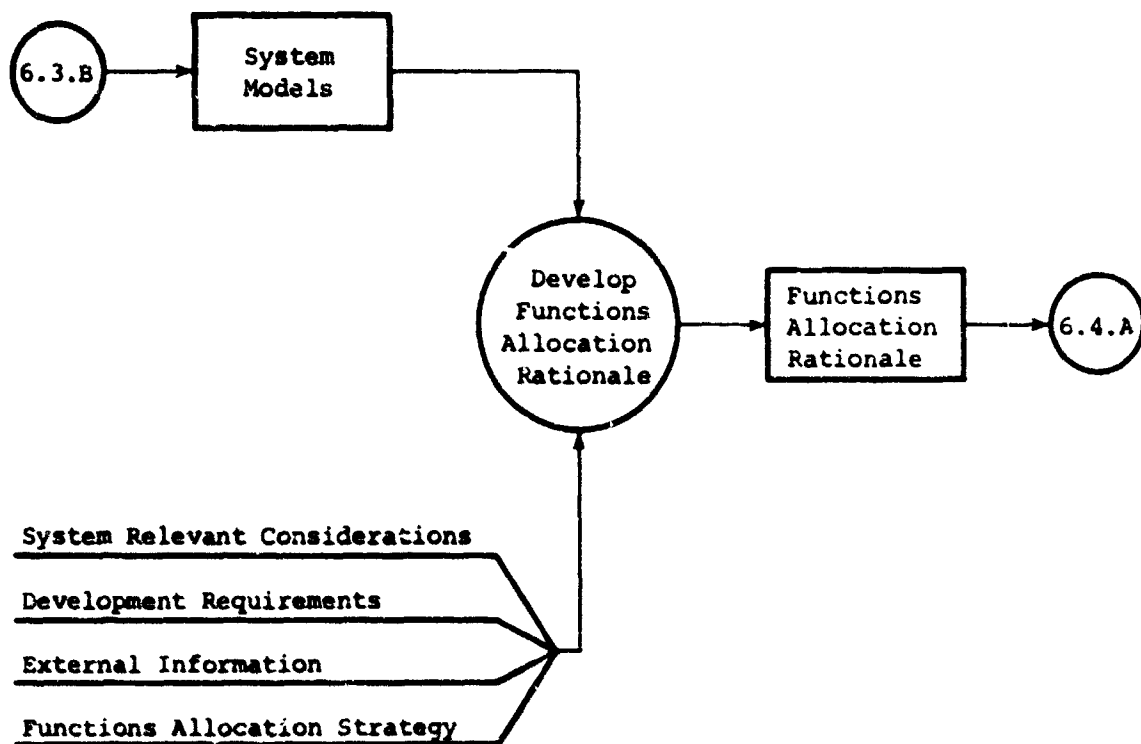 6.3.B
System
Models
Develop
Functions
Allocation
Rationale
Functions
Allocation
Rationale
6.4.A
System Relevant Considerations
Development Requirements
External Information
Functions Allocation Strategy